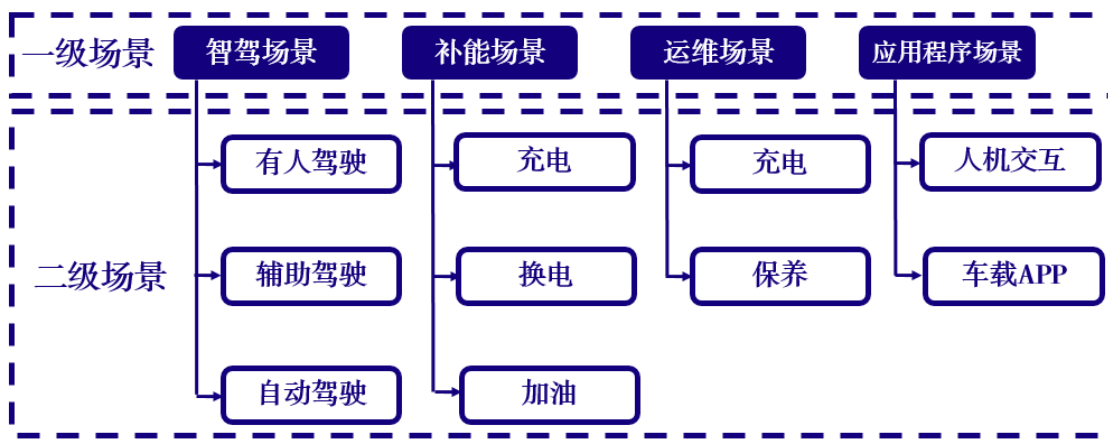 一级场景 智驾场景 补能场景 运维场景 应用程序场景
有人驾驶 充电 充电 人机交互
二级场景 辅助驾驶 换电 保养 车载APP
自动驾驶 加油